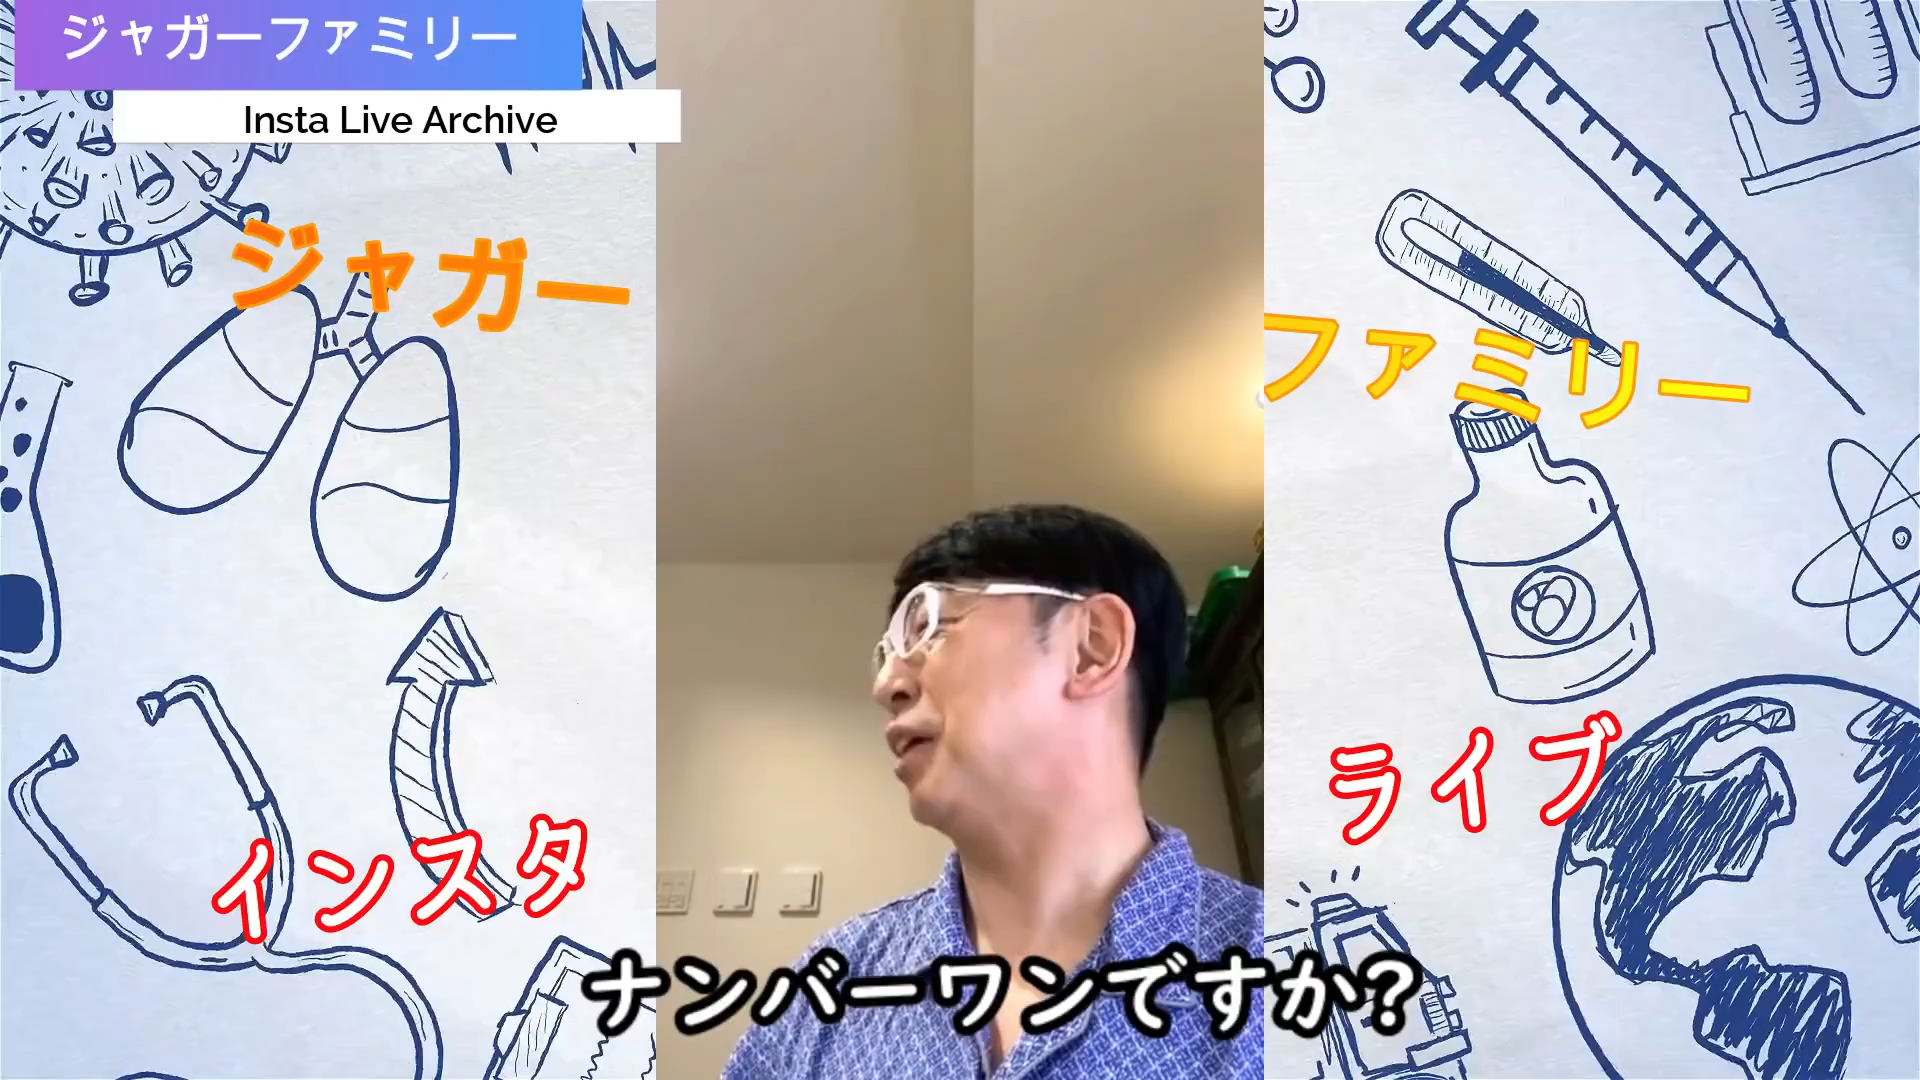 ジャガーファミリー
Insta Live Archive
ジャガー
ファミリー
インスタ
ライブ
ナンバーワンですか?